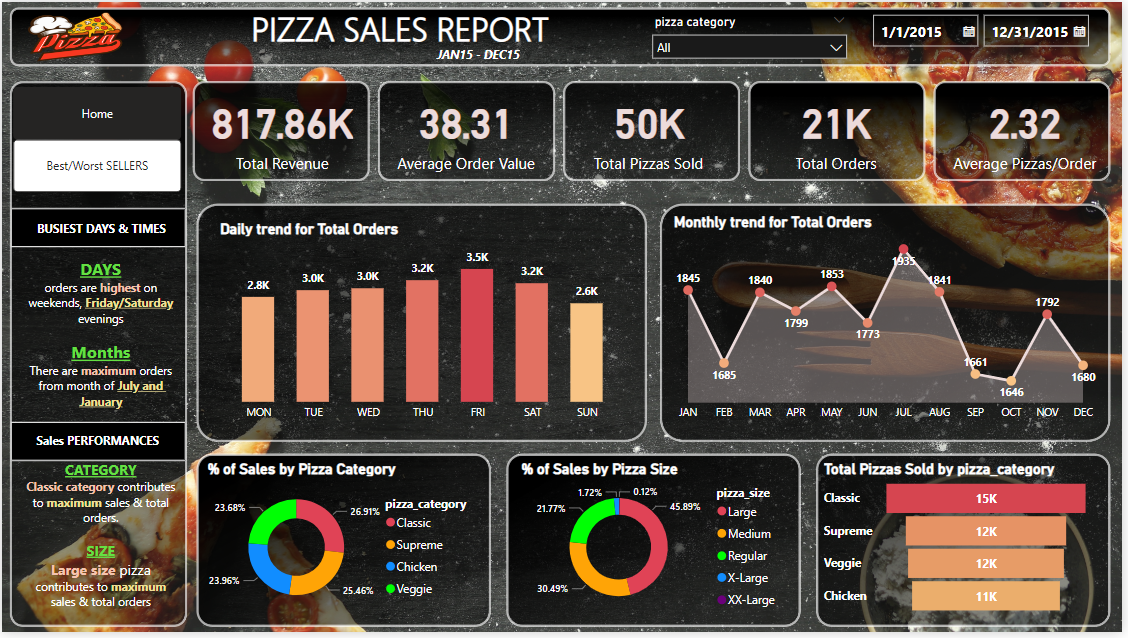 Pizza
PIZZA SALES REPORT
JAN15 - DEC15
pizza category
All
1/1/2015
12/31/2015
Home
Best/Worst SELLERS
BUSIEST DAYS & TIMES
DAYS
orders are highest on
weekends, Friday/Saturday
evenings
Months
There are maximum orders
from month of July and
January
Sales PERFORMANCES
CATEGORY
Classic category contributes
to maximum sales & total
orders.
SIZE
Large size pizza
contributes to maximum
sales & total orders
817.86K
Total Revenue
38.31
Average Order Value
50K
Total Pizzas Sold
21K
Total Orders
2.32
Average Pizzas/Order
Daily trend for Total Orders
2.8K
3.0K
3.0K
3.2K
3.5K
3.2K
2.6K
MON
TUE
WED
THU
FRI
SAT
SUN
Monthly trend for Total Orders
1845
1685
1840
1799
1853
1773
1935
1841
1661
1646
1792
1680
JAN
FEB
MAR
APR
MAY
JUN
JUL
AUG
SEP
OCT
NOV
DEC
% of Sales by Pizza Category
23.68%
26.91%
23.96%
25.46%
pizza_category
Classic
Supreme
Chicken
Veggie
% of Sales by Pizza Size
1.72%
0.12%
21.77%
45.89%
30.49%
pizza_size
Large
Medium
Regular
X-Large
XX-Large
Total Pizzas Sold by pizza_category
Classic
15K
Supreme
12K
Veggie
12K
Chicken
11K